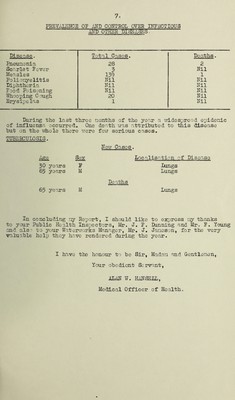 7.
PREVALENCE OF AND CONTROL OVER INFECTIOUS
AND OTHER DISEASES.
Disease. Total Cases. Deaths.
Pneumonia 28 2
Scarlet Fever 3 Nil
Measles 139 1
Poliomyelitis Nil Nil
Diphtheria Nil Nil
Food Poisoning Nil Nil
Whooping Cough 20 Nil
Erysipelas 1 Nil
During the last three months of the year a widespread epidemic
of influenza occurred. One death was attributed to this disease
but on the whole there were few serious cases.
TUBERCULOSIS.
New Cases.
Age Sex Localisation of Disease
30 years F Lungs
65 years M Lungs
Deaths
65 years M Lungs
In concluding my Report, I should like to express my thanks
to your Public Health Inspectors, Mr. J. F. Dunning and Mr. F. Young
and also to your Waterworks Manager, Mr. J. Jameson, for the very
valuable help they have rendered during the year.
I have the honour to be Sir, Madam and Gentlemen,
Your obedient Servant,
ALAN W.
Medical Officer of Health.